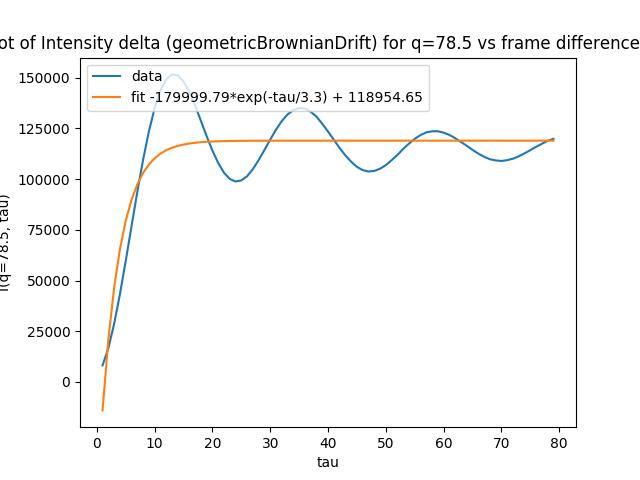 ot of Intensity delta (geometricBrownianDrift) for q=78.5 vs frame difference
data
fit -179999.79*exp(-tau/3.3) + 118954.65
150000
125000
100000
75000
50000
25000
0
(q=78.5, tau)
0 10 20 30 40 50 60 70 80
tau